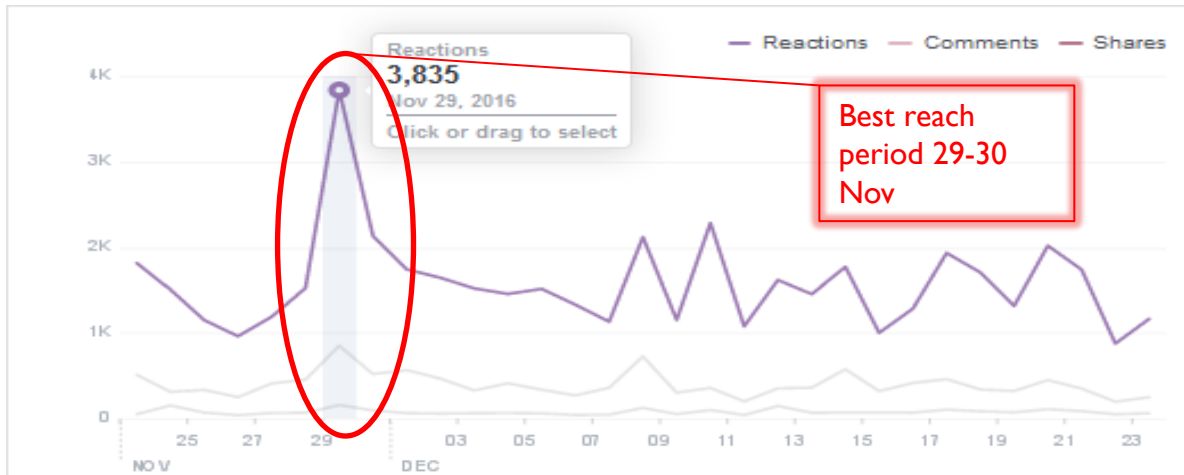 Reactions Comments Shares
Reactions
3,835
Nov 29, 2016
Click or drag to select
Best reach
period 29-30
Nov
4K
3K
2K
1K
0
25 27 29 03 05 07 09 11 13 15 17 19 21 23
NOV DEC